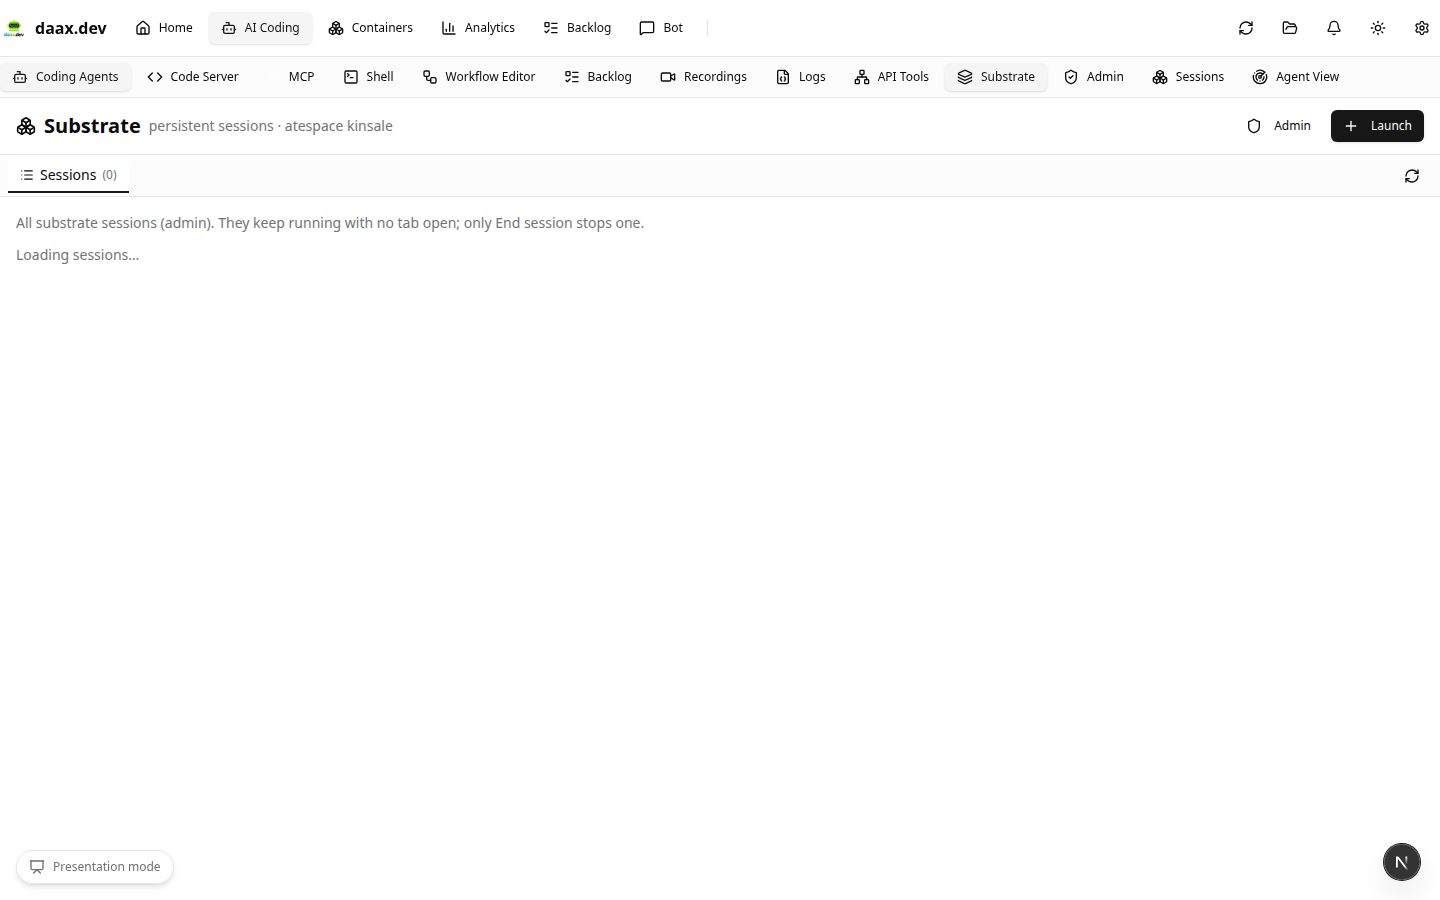 daax.dev Home AI Coding Containers Analytics Backlog Bot
Coding Agents Code Server MCP Shell Workflow Editor Backlog Recordings Logs API Tools Substrate Admin Sessions Agent View
Substrate persistent sessions · atespace kinsale Admin Launch
Sessions (0)
All substrate sessions (admin). They keep running with no tab open; only End session stops one.
Loading sessions...
Presentation mode
N